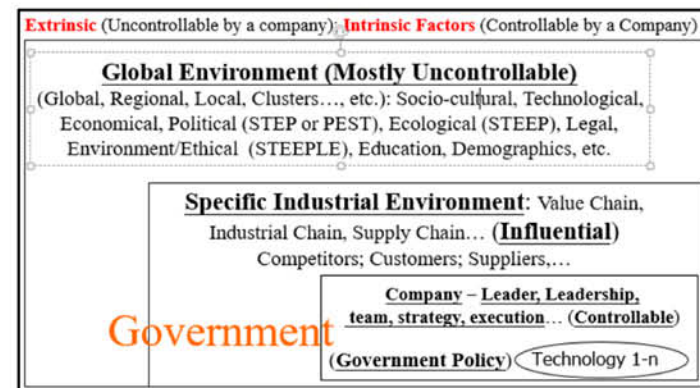 Extrinsic (Uncontrollable by a company); Intrinsic Factors (Controllable by a Company)
Global Environment (Mostly Uncontrollable)
(Global, Regional, Local, Clusters…, etc.): Socio-cultural, Technological,
Economical, Political (STEP or PEST), Ecological (STEEP), Legal,
Environment/Ethical (STEEPLE), Education, Demographics, etc.
Specific Industrial Environment: Value Chain,
Industrial Chain, Supply Chain… (Influential)
Competitors; Customers; Suppliers,…
Company – Leader, Leadership,
team, strategy, execution… (Controllable)
Government
(Government Policy) Technology 1-n